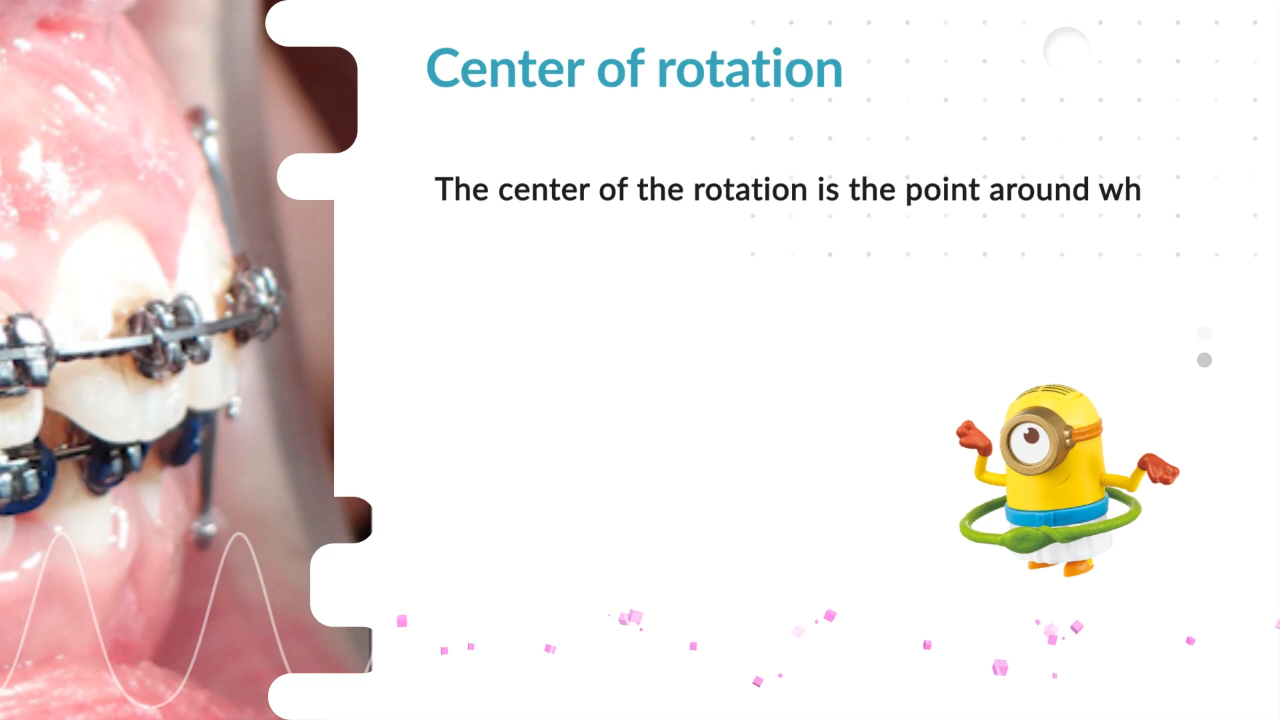 Center of rotation
The center of the rotation is the point around wh